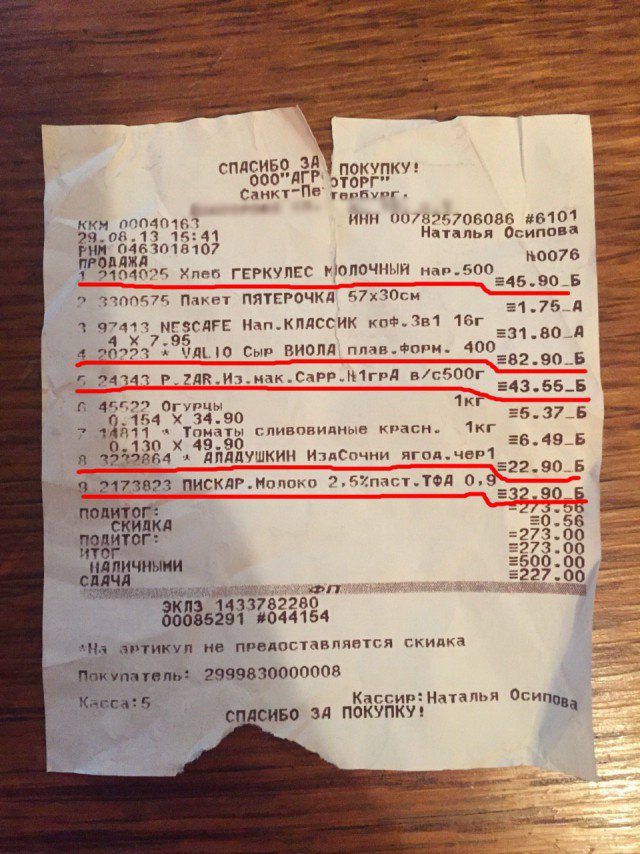 СПАСИБО ЗА ПОКУПКУ!
ООО"АГРОТОРГ"
Санкт-Петербург.
ККМ 00040163 ИНН 007825706086 #6101
29.08.13 15:41 Наталья Осипова
РНМ 0463018107
ПРОДАЖА №0076
1 2104025 Хлеб ГЕРКУЛЕС МОЛОЧНЫЙ нар.500
≡45.90_Б
2 3300575 Пакет ПЯТЕРОЧКА 57х30см
≡1.75_А
3 97413 NESCAFE Нап.КЛАССИК коф.3в1 16г
4 X 7.95 ≡31.80_А
4 20223 * VALIO Сыр ВИОЛА плав.форм. 400
≡82.90_Б
5 24343 P.ZAR.Из.мак.Сарр.№1грА в/с500г
≡43.55_Б
6 45522 Огурцы 1кг
0.154 X 34.90 ≡5.37_Б
7 14811 * Томаты сливовидные красн. 1кг
0.130 X 49.90 ≡6.49_Б
8 3232864 * АЛАДУШКИН ИздСочни ягод.чер1
≡22.90_Б
9 2173823 ПИСКАР.Молоко 2,5%паст.ТФА 0,9
≡32.90_Б
ПОДИТОГ: =273.56
СКИДКА ≡0.56
ПОДИТОГ: =273.00
ИТОГ ≡273.00
НАЛИЧНЫМИ ≡500.00
СДАЧА ≡227.00
ФП
ЭКЛЗ 1433782280
00085291 #044154
*На артикул не предоставляется скидка
Покупатель: 2999830000008
Касса:5 Кассир:Наталья Осипова
СПАСИБО ЗА ПОКУПКУ!